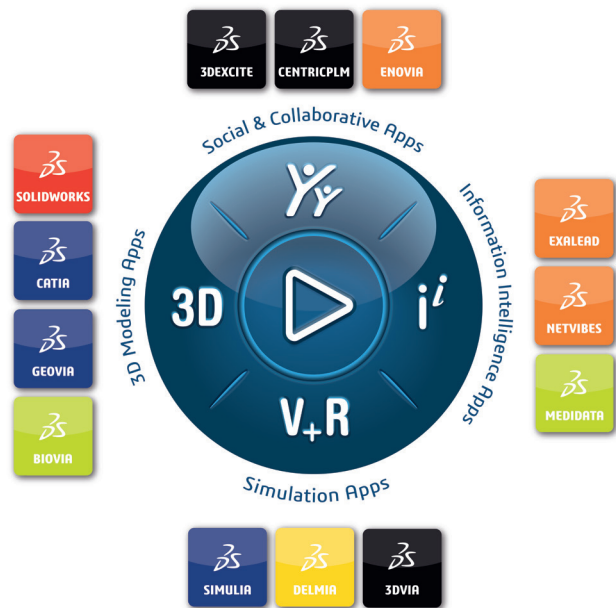 3DEXCITE
CENTRICPLM
ENOVIA
Social & Collaborative Apps
SOLIDWORKS
CATIA
GEOVIA
BIOVIA
3D Modeling Apps
3D
i i
V+R
Information Intelligence Apps
EXALEAD
NETVIBES
MEDIDATA
Simulation Apps
SIMULIA
DELMIA
3DVIA